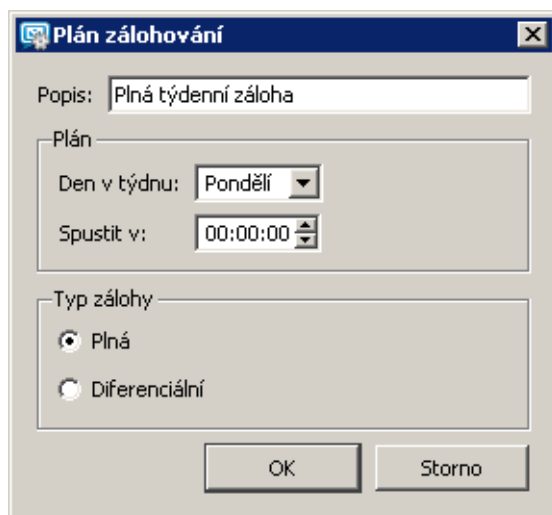 Plán zálohování
Popis: Plná týdenní záloha
Plán
Den v týdnu: Pondělí
Spustit v: 00:00:00
Typ zálohy
Plná
Diferenciální
OK Storno